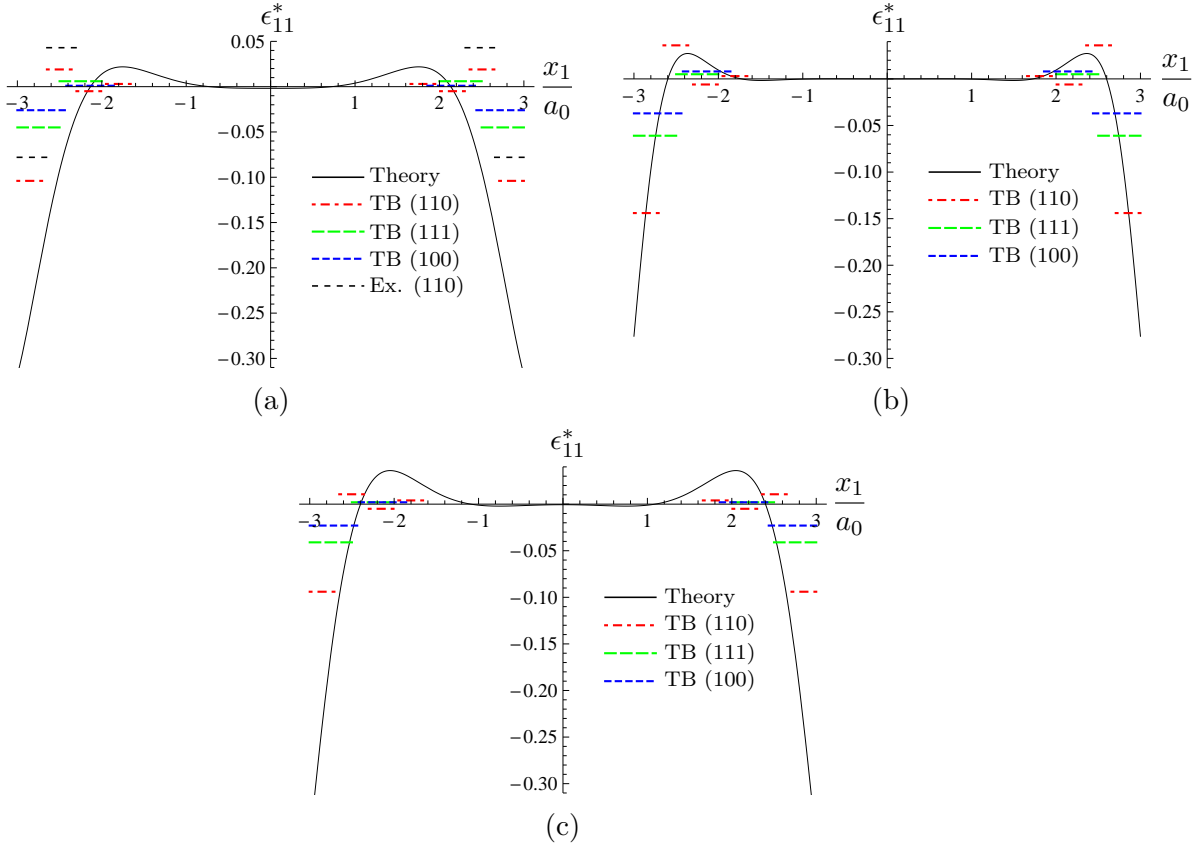 ϵ*11
0.05
x1
a0
−3
−2
−1
1
2
3
−0.05
−0.10
−0.15
−0.20
−0.25
−0.30
Theory
TB (110)
TB (111)
TB (100)
Ex. (110)
(a)
ϵ*11
x1
a0
−3
−2
−1
1
2
3
−0.05
−0.10
−0.15
−0.20
−0.25
−0.30
Theory
TB (110)
TB (111)
TB (100)
(b)
ϵ*11
x1
a0
−3
−2
−1
1
2
3
−0.05
−0.10
−0.15
−0.20
−0.25
−0.30
Theory
TB (110)
TB (111)
TB (100)
(c)